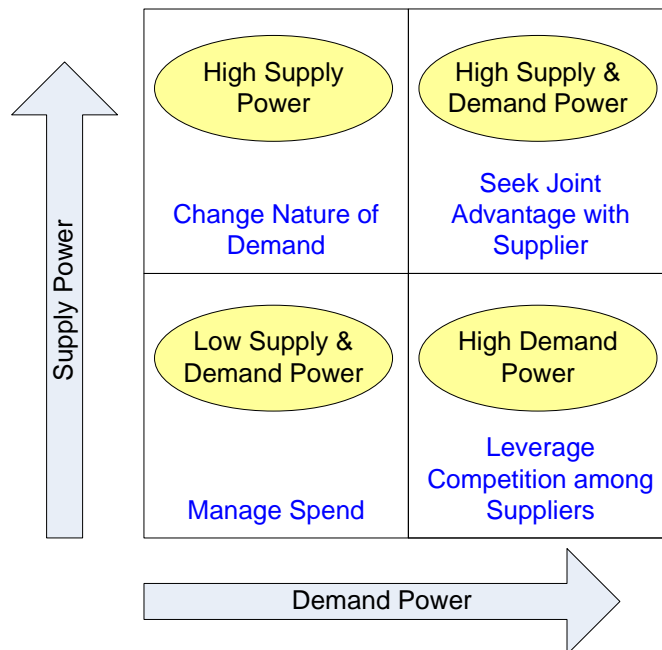 High Supply
Power
High Supply &
Demand Power
Change Nature of
Demand
Seek Joint
Advantage with
Supplier
Supply Power
Low Supply &
Demand Power
High Demand
Power
Manage Spend
Leverage
Competition among
Suppliers
Demand Power